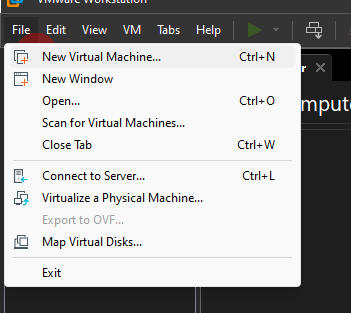 VMware Workstation
File Edit View VM Tabs Help
New Virtual Machine... Ctrl+N
New Window
Open... Ctrl+O
Scan for Virtual Machines...
Close Tab Ctrl+W
Connect to Server... Ctrl+L
Virtualize a Physical Machine...
Export to OVF...
Map Virtual Disks...
Exit